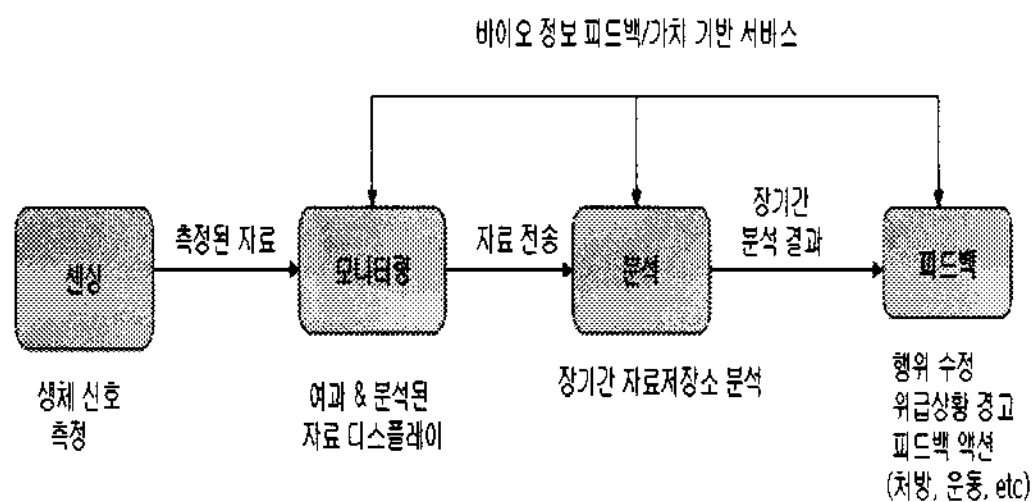 바이오 정보 피드백/가치 기반 서비스
측정된 자료
자료 전송
장기간
분석 결과
센싱
모니터링
분석
피드백
생체 신호
측정
여과 & 분석된
자료 디스플레이
장기간 자료저장소 분석
행위 수정
위급상황 경고
피드백 액션
(처방, 운동, etc)